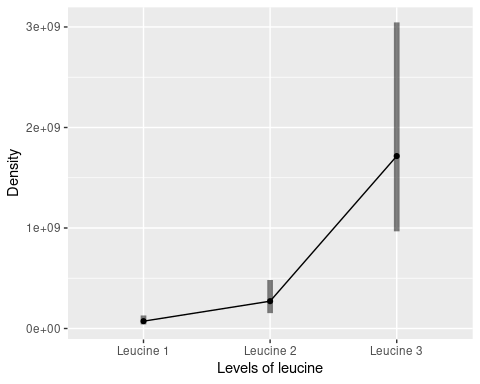 3e+09
2e+09
1e+09
0e+00
Density
Leucine 1
Leucine 2
Leucine 3
Levels of leucine